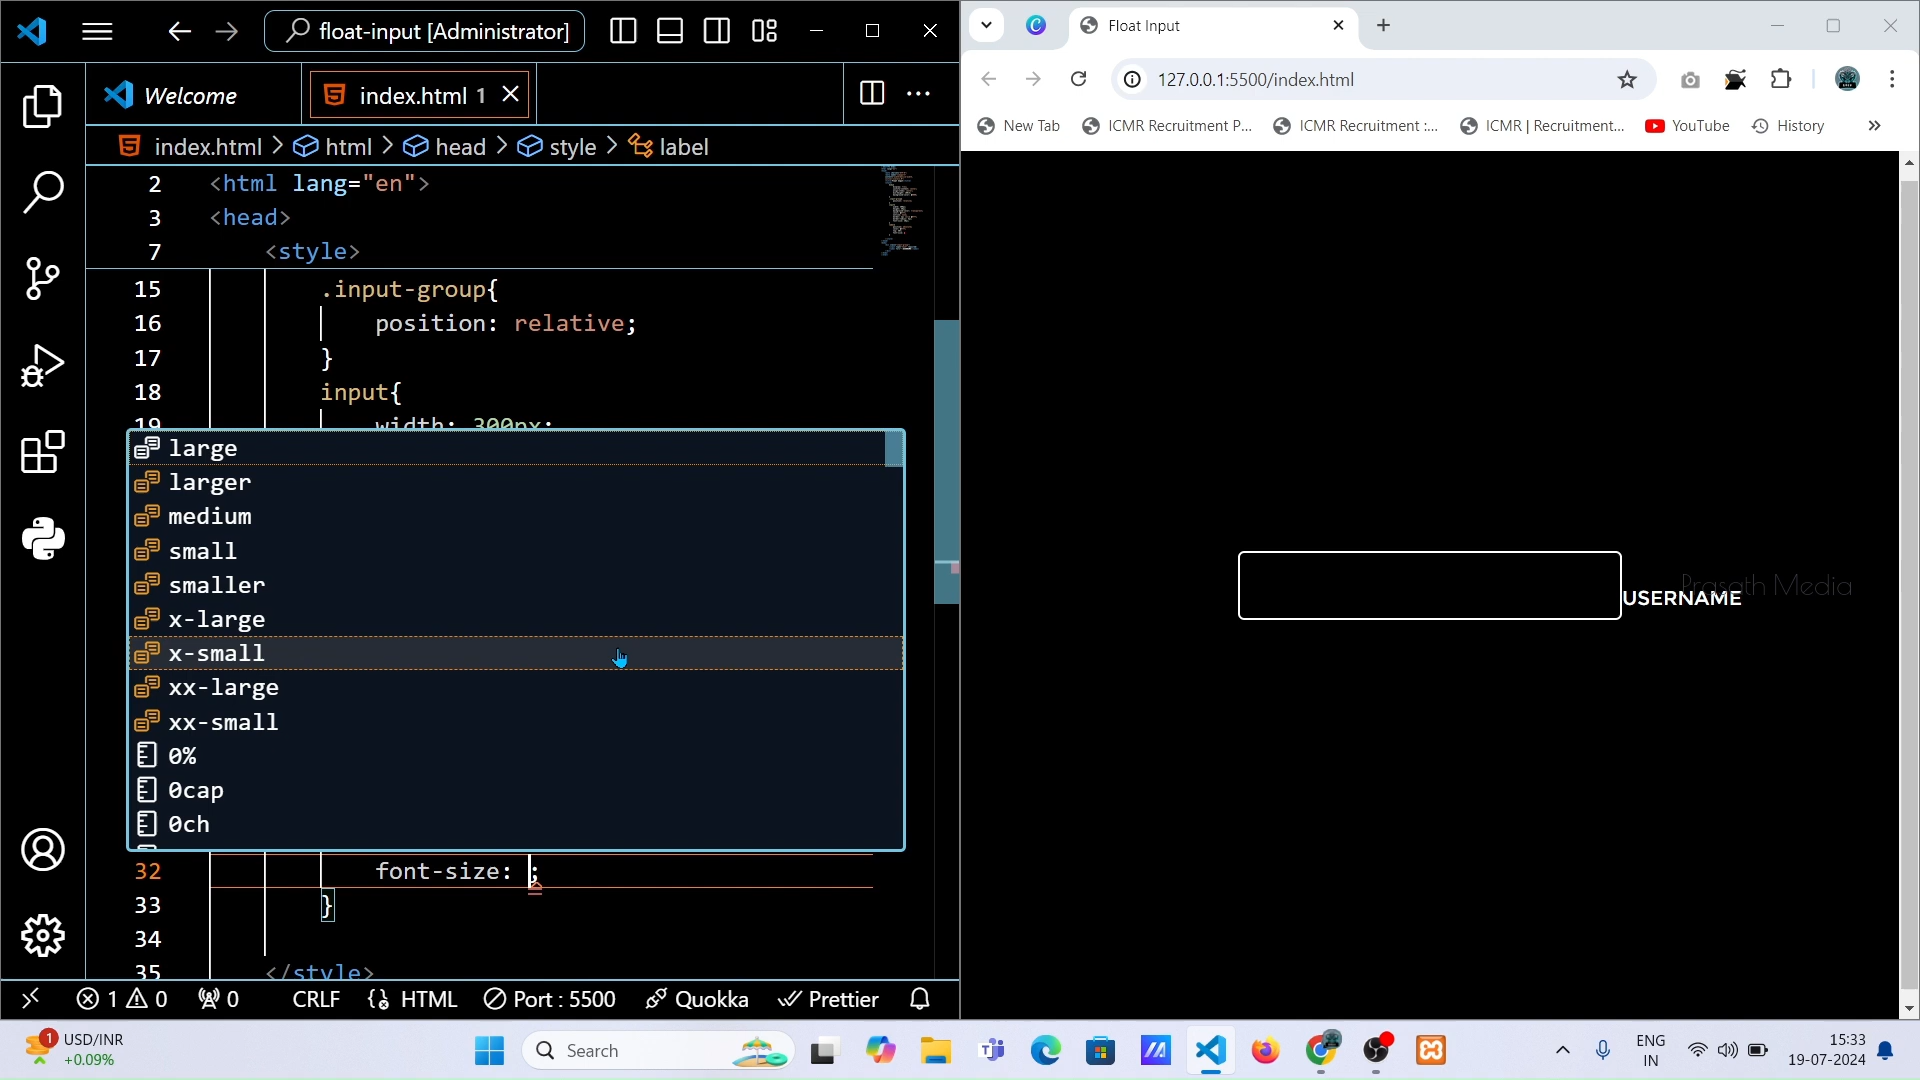 float-input [Administrator]
Welcome
index.html 1
index.html > html > head > style > label
2 <html lang="en">
3 <head>
7 <style>
15 .input-group{
16 position: relative;
17 }
18 input{
19 width: 300px;
large
larger
medium
small
smaller
x-large
x-small
xx-large
xx-small
0%
0cap
0ch
32 font-size: ;
33 }
34
35 </style>
1 0 0 CRLF HTML Port : 5500 Quokka Prettier
Float Input
127.0.0.1:5500/index.html
New Tab ICMR Recruitment P... ICMR Recruitment :... ICMR | Recruitment... YouTube History
Prasath Media
USERNAME
1 USD/INR
+0.09%
Search
ENG
IN
15:33
19-07-2024